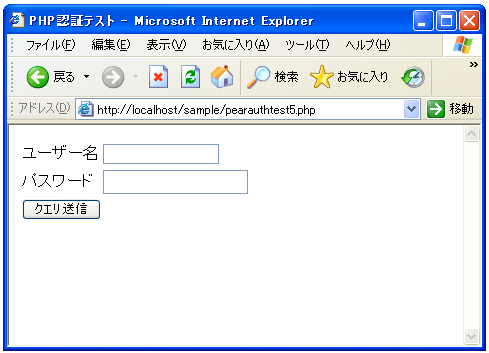 PHP認証テスト - Microsoft Internet Explorer
ファイル(F) 編集(E) 表示(V) お気に入り(A) ツール(T) ヘルプ(H)
戻る 検索 お気に入り »
アドレス(D) http://localhost/sample/pearauthtest5.php 移動
ユーザー名
パスワード
クエリ送信